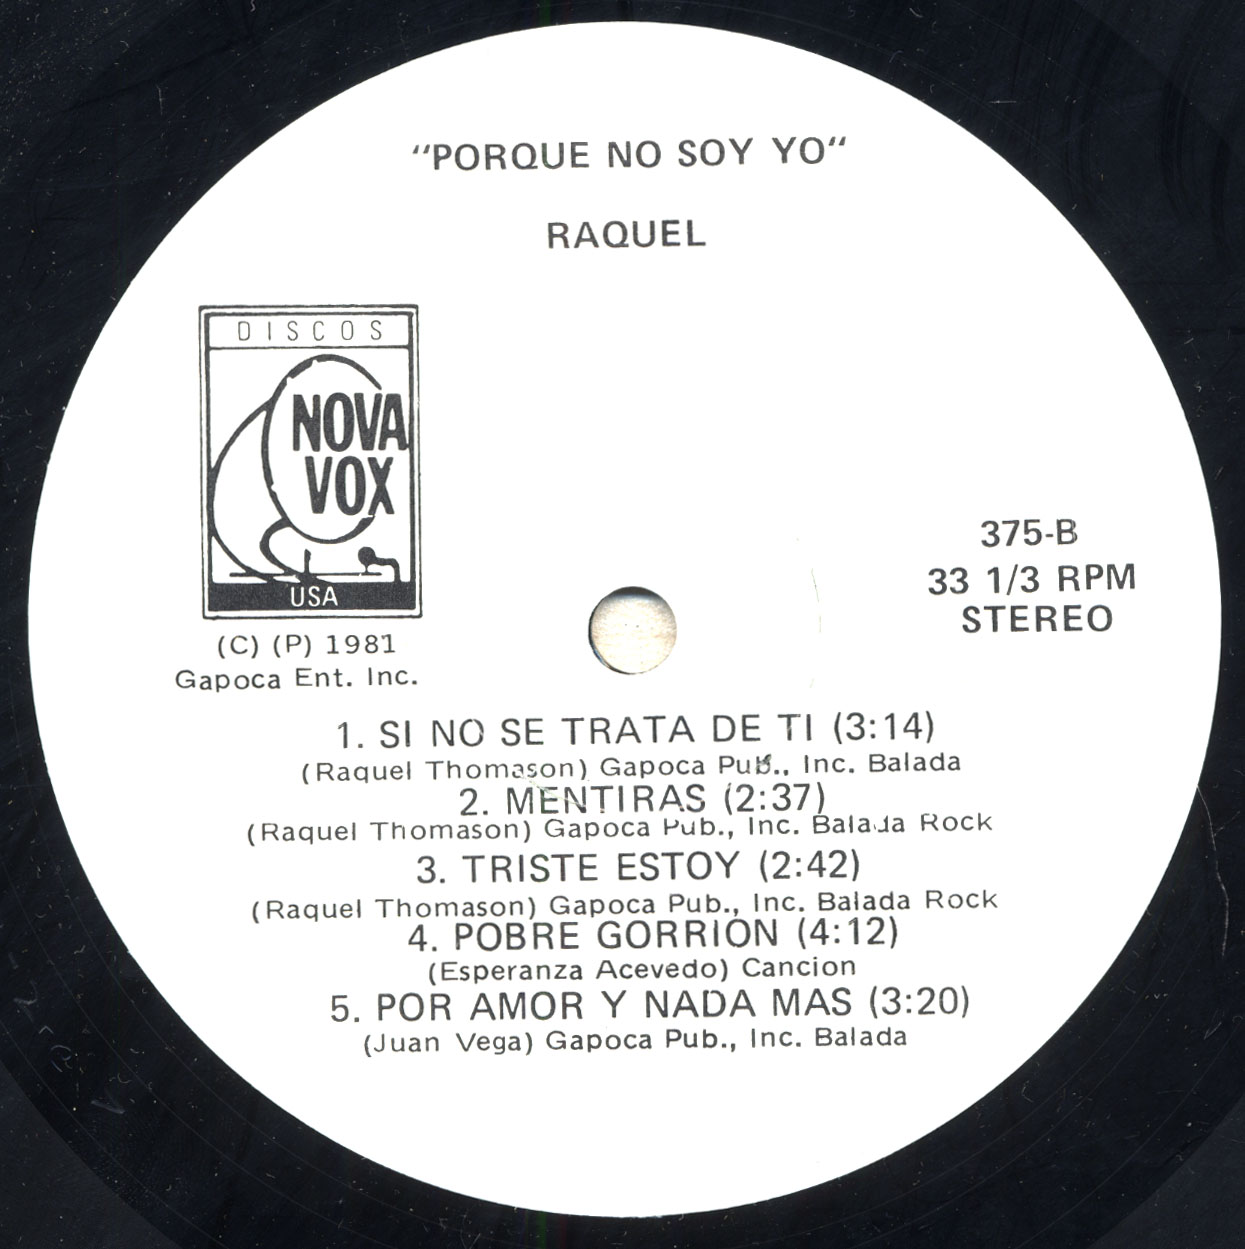 "PORQUE NO SOY YO"
RAQUEL
DISCOS
NOVA
VOX
USA
(C) (P) 1981
Gapoca Ent. Inc.
375-B
33 1/3 RPM
STEREO
1. SI NO SE TRATA DE TI (3:14)
(Raquel Thomason) Gapoca Pub., Inc. Balada
2. MENTIRAS (2:37)
(Raquel Thomason) Gapoca Pub., Inc. Balada Rock
3. TRISTE ESTOY (2:42)
(Raquel Thomason) Gapoca Pub., Inc. Balada Rock
4. POBRE GORRION (4:12)
(Esperanza Acevedo) Cancion
5. POR AMOR Y NADA MAS (3:20)
(Juan Vega) Gapoca Pub., Inc. Balada